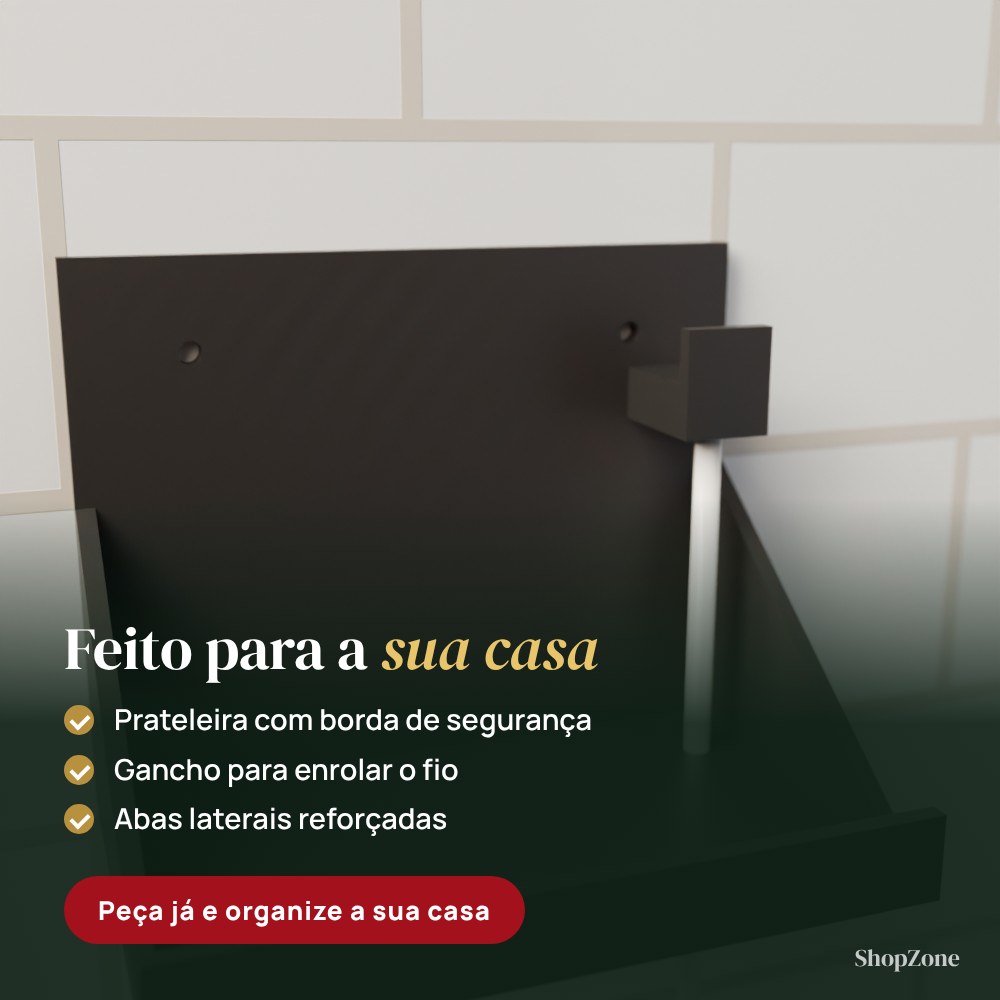 Feito para a sua casa
Prateleira com borda de segurança
Gancho para enrolar o fio
Abas laterais reforçadas
Peça já e organize a sua casa
ShopZone